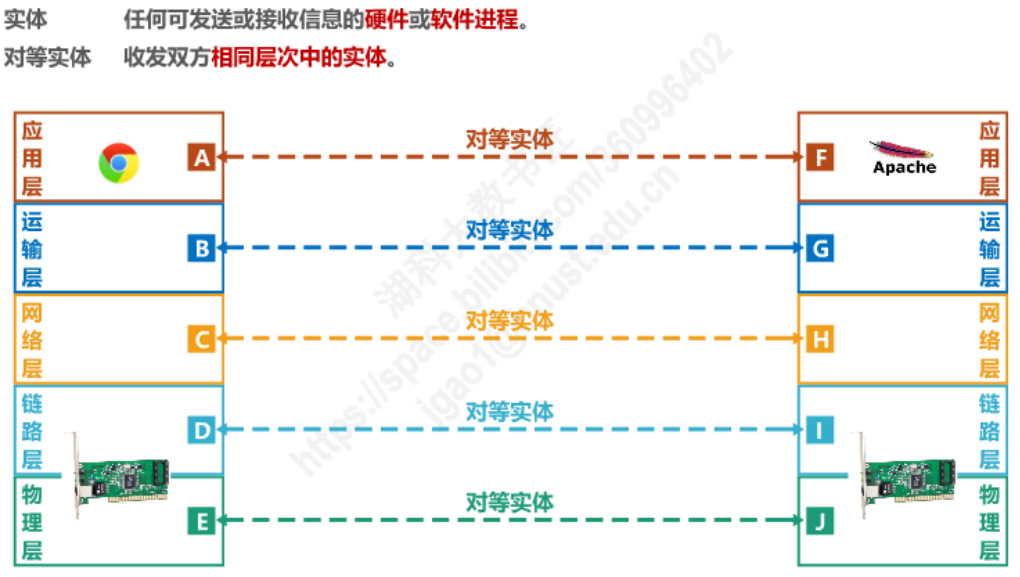 实体 任何可发送或接收信息的硬件或软件进程。
对等实体 收发双方相同层次中的实体。
应用层 A 对等实体 F Apache 应用层
运输层 B 对等实体 G 运输层
网络层 C 对等实体 H 网络层
链路层 D 对等实体 I 链路层
物理层 E 对等实体 J 物理层
湖科大教书匠
https://space.bilibili.com/360996402
jgao1@hnust.edu.cn